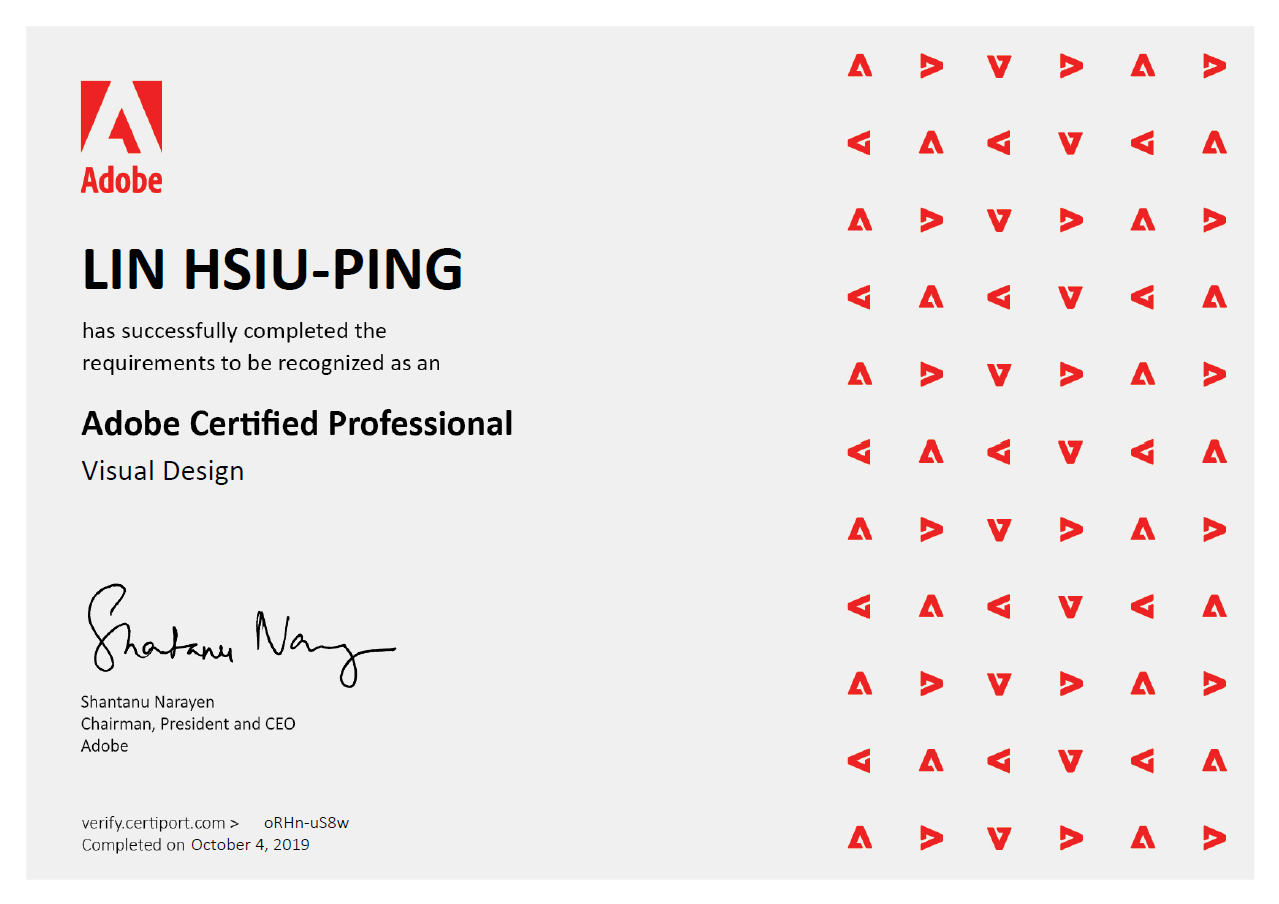 Adobe
LIN HSIU-PING
has successfully completed the
requirements to be recognized as an
Adobe Certified Professional
Visual Design
Shantanu Narayen
Shantanu Narayen
Chairman, President and CEO
Adobe
verify.certiport.com > oRHn-uS8w
Completed on October 4, 2019